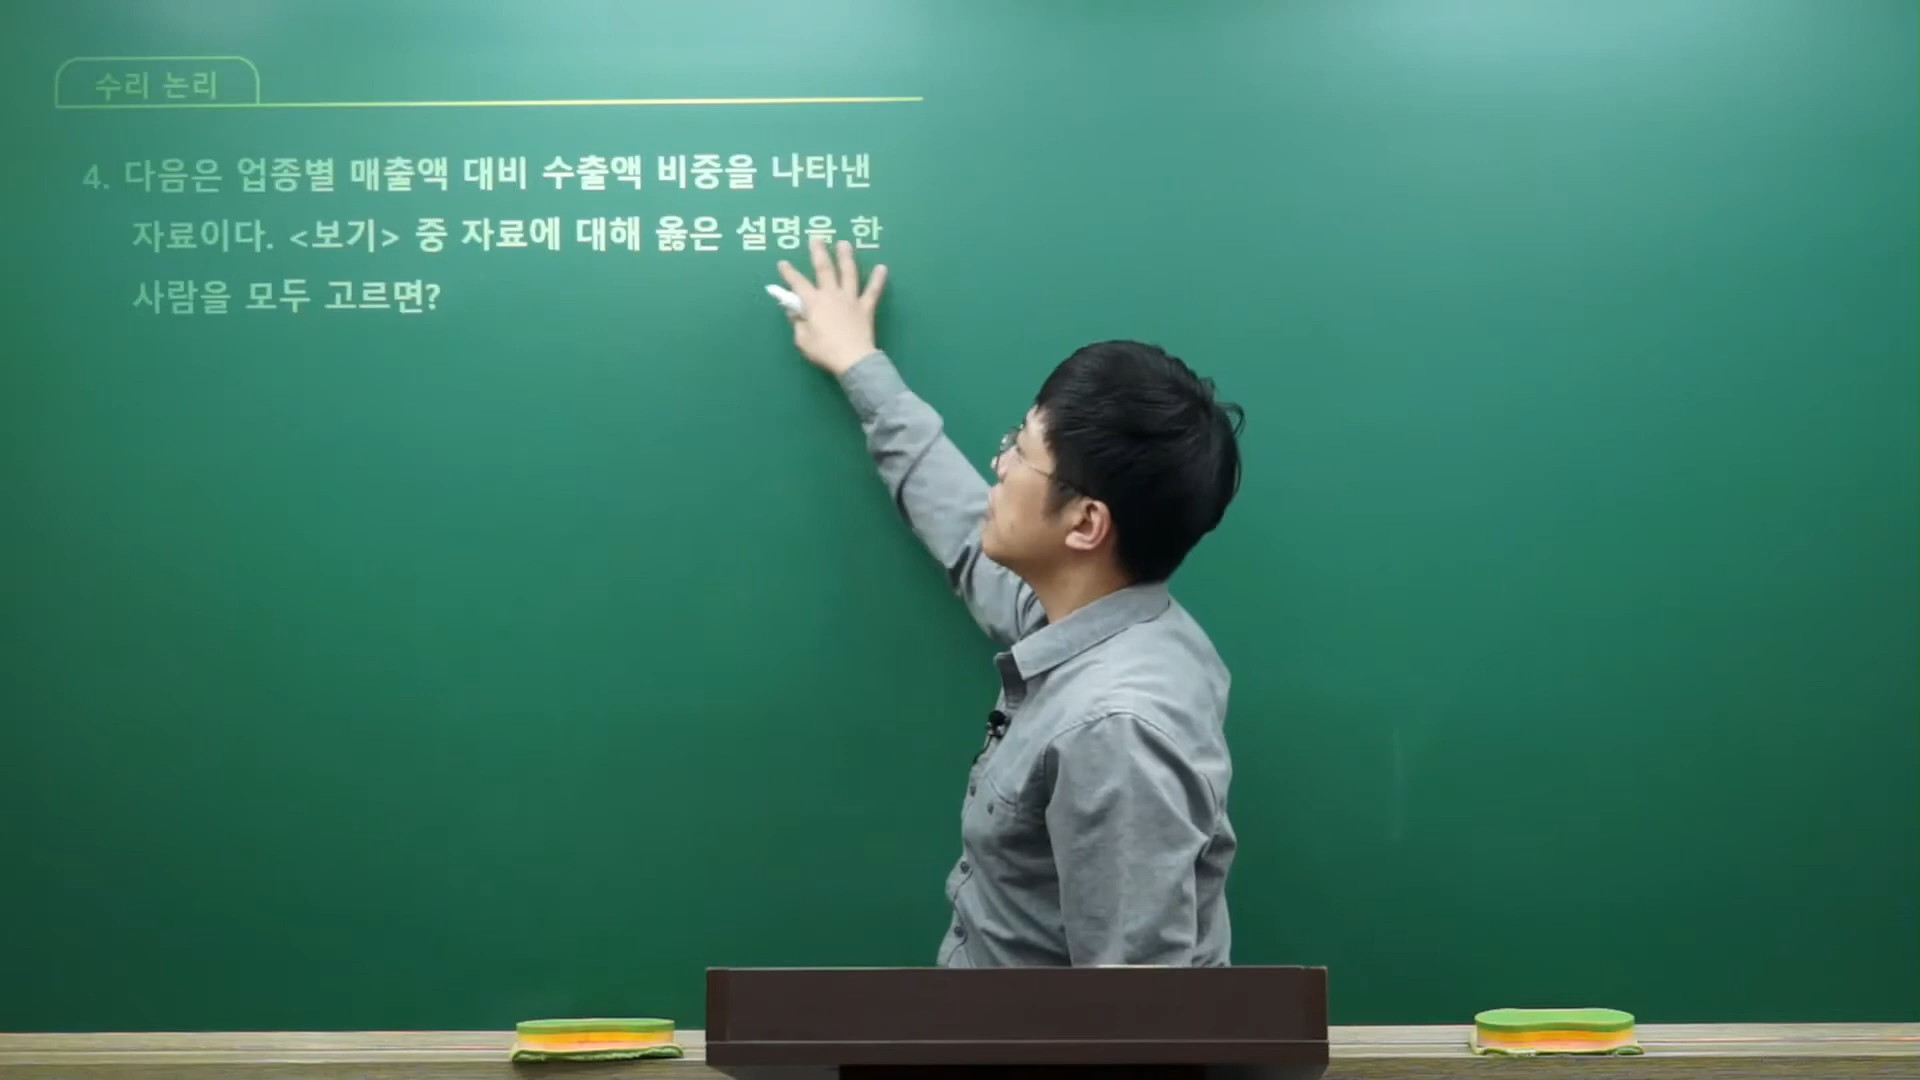 수리 논리
4. 다음은 업종별 매출액 대비 수출액 비중을 나타낸
자료이다. <보기> 중 자료에 대해 옳은 설명을 한
사람을 모두 고르면?